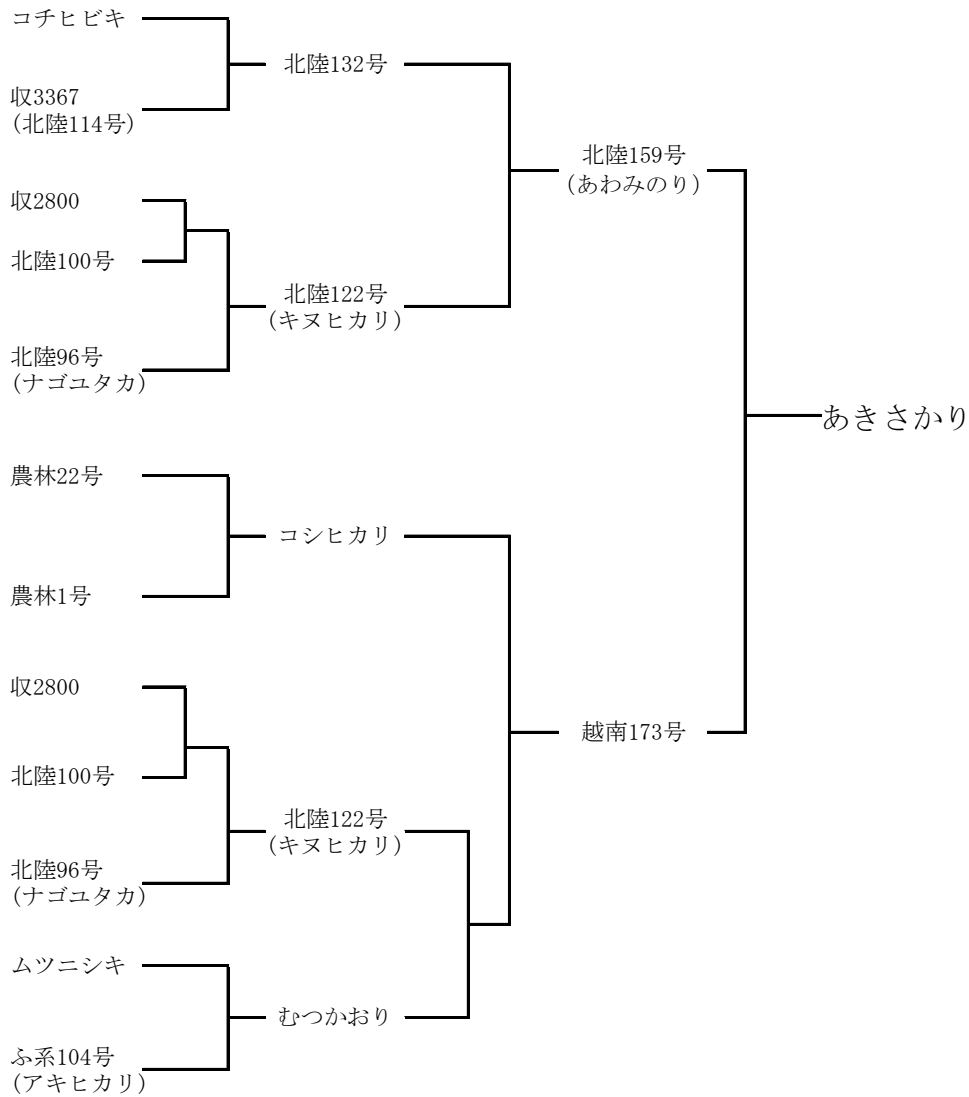 コチヒビキ
北陸132号
収3367
(北陸114号)
北陸159号
(あわみのり)
収2800
北陸100号
北陸122号
(キヌヒカリ)
北陸96号
(ナゴユタカ)
あきさかり
農林22号
コシヒカリ
農林1号
収2800
越南173号
北陸100号
北陸122号
(キヌヒカリ)
北陸96号
(ナゴユタカ)
ムツニシキ
むつかおり
ふ系104号
(アキヒカリ)